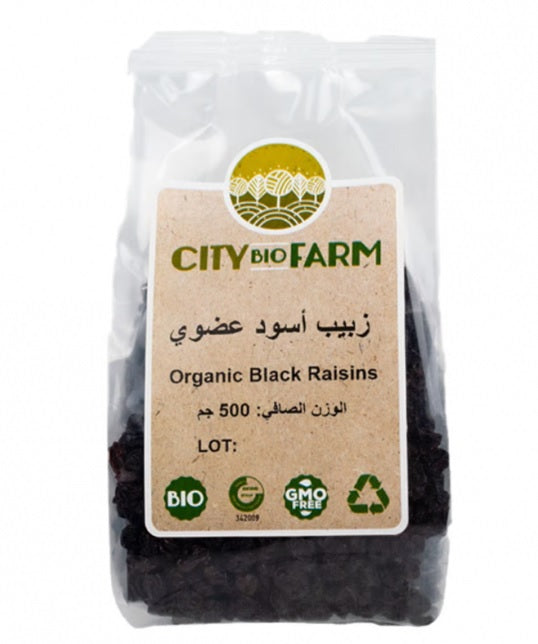 CITY BIO FARM
زبيب أسود عضوي
Organic Black Raisins
الوزن الصافي: 500 جم
LOT:
BIO
GMO
FREE
342009